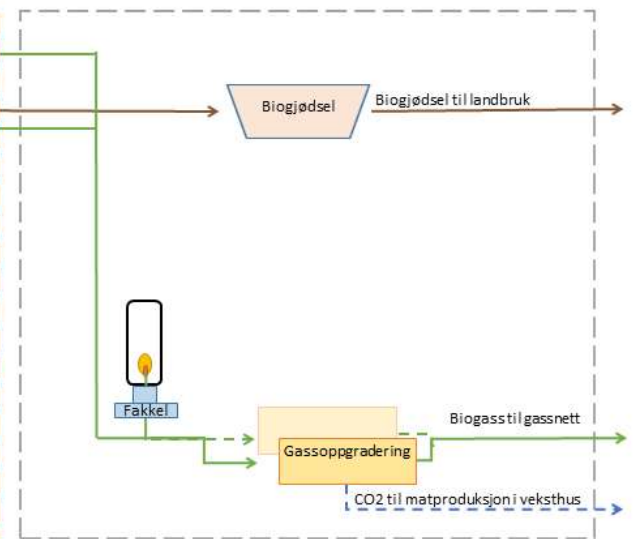 Biogjødsel
Biogjødsel til landbruk
Fakkel
Biogass til gassnett
Gassoppgradering
CO2 til matproduksjon i veksthus